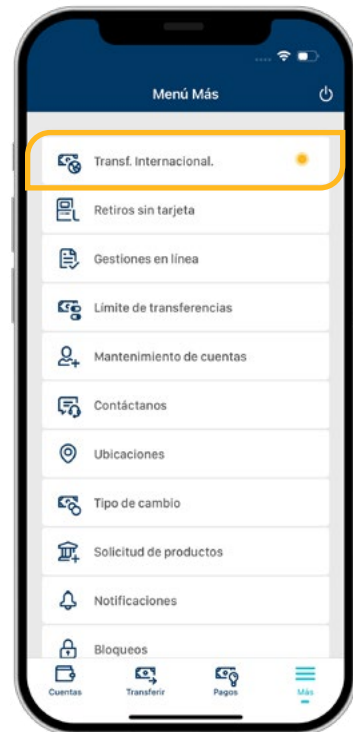 Menú Más
Transf. Internacional.
Retiros sin tarjeta
Gestiones en línea
Límite de transferencias
Mantenimiento de cuentas
Contáctanos
Ubicaciones
Tipo de cambio
Solicitud de productos
Notificaciones
Bloqueos
Cuentas Transferir Pagos Más